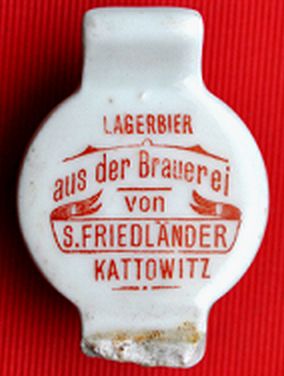 LAGERBIER
aus der Brauerei
von
S.FRIEDLÄNDER
KATTOWITZ